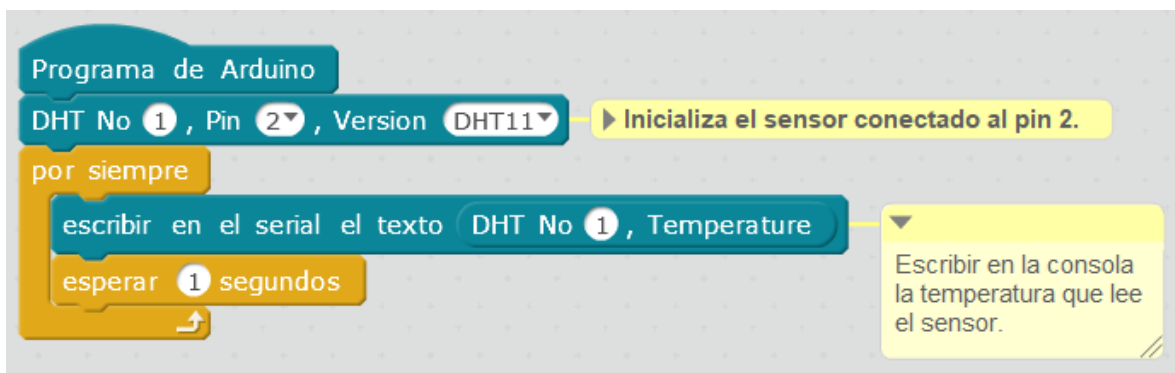 Programa de Arduino
DHT No 1 , Pin 2 , Version DHT11
Inicializa el sensor conectado al pin 2.
por siempre
escribir en el serial el texto DHT No 1 , Temperature
esperar 1 segundos
Escribir en la consola
la temperatura que lee
el sensor.